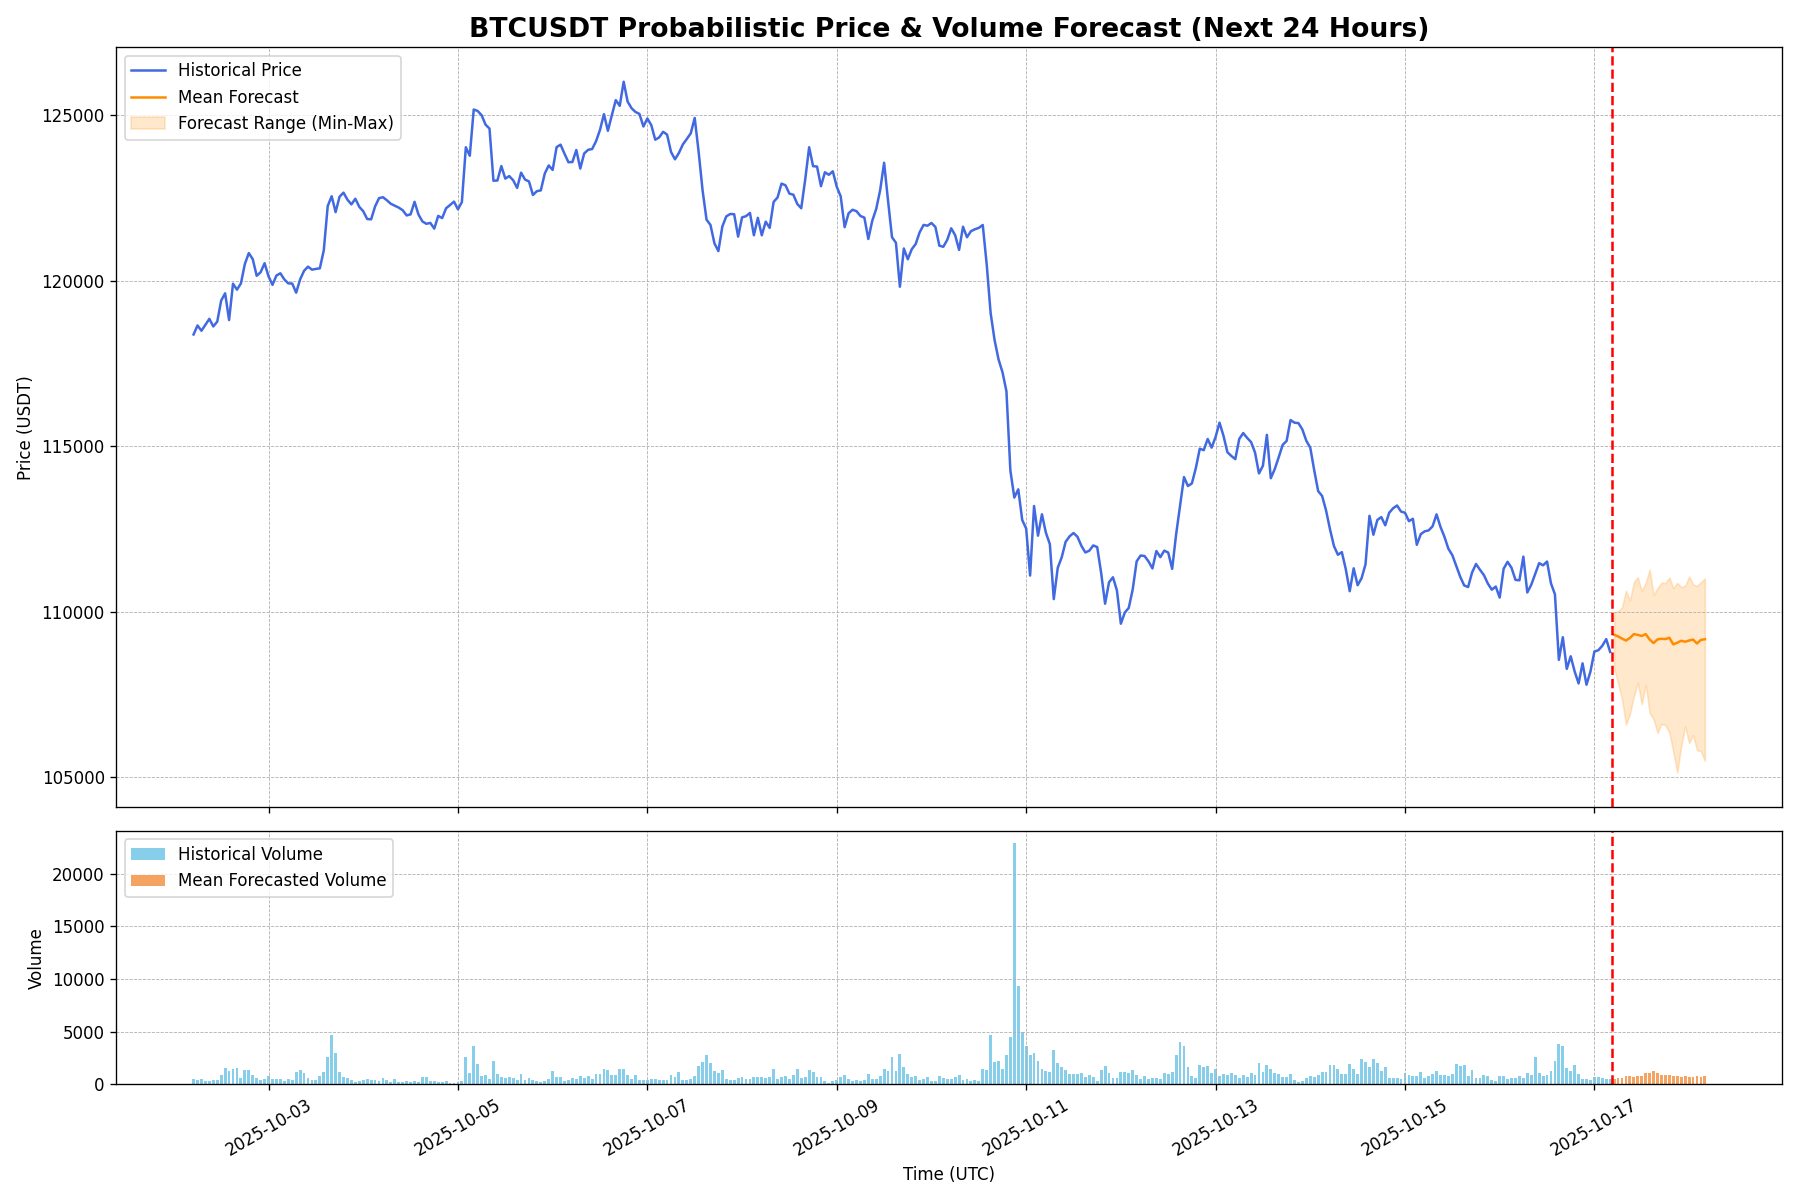 BTCUSDT Probabilistic Price & Volume Forecast (Next 24 Hours)
Historical Price
Mean Forecast
Forecast Range (Min-Max)
125000
120000
115000
110000
105000
Price (USDT)
Historical Volume
Mean Forecasted Volume
20000
15000
10000
5000
0
Volume
2025-10-03
2025-10-05
2025-10-07
2025-10-09
2025-10-11
2025-10-13
2025-10-15
2025-10-17
Time (UTC)